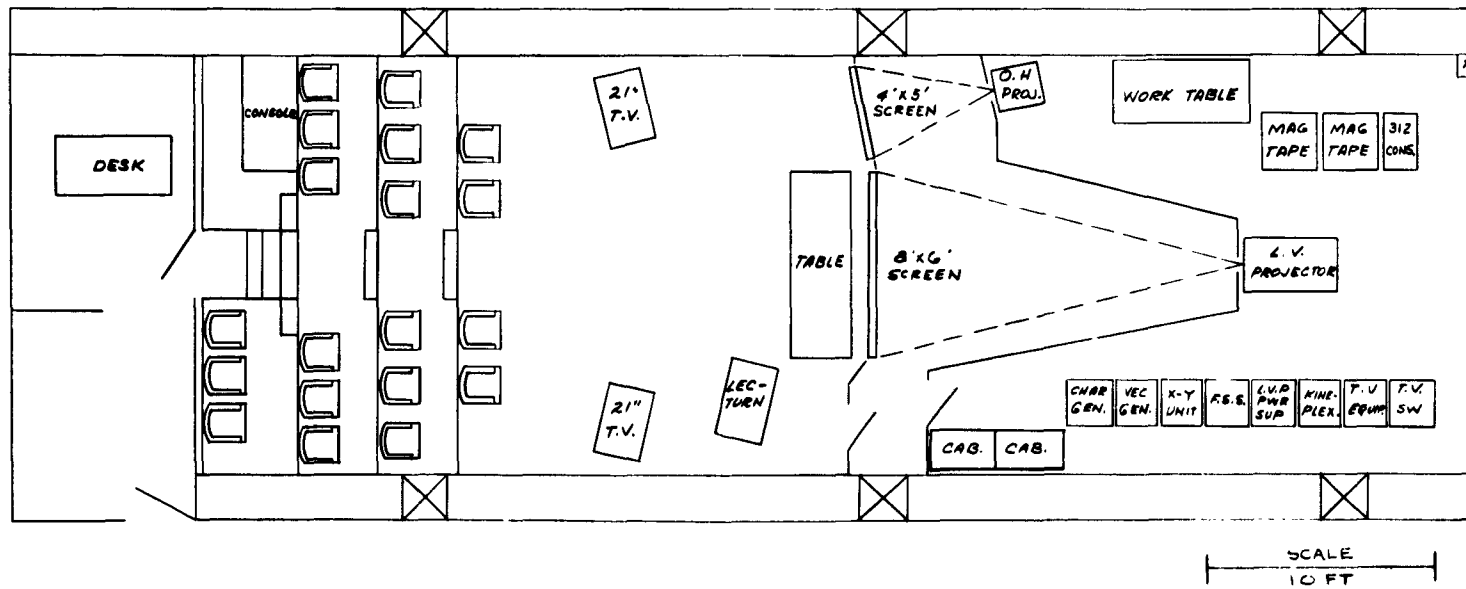 DESK
CONSOLE
21"
T.V.
4'X5'
SCREEN
O.H
PROJ.
WORK TABLE
MAG
TAPE
MAG
TAPE
312
CONS.
TABLE
8'X6'
SCREEN
L.V.
PROJECTOR
21"
T.V.
LEC-
TURN
CHAR
GEN.
VEC
GEN.
X-Y
UNIT
F.S.S.
L.V.P
PWR
SUP
KINE-
PLEX.
T.V
EQUIP.
T.V.
SW
CAB.
CAB.
SCALE
10 FT